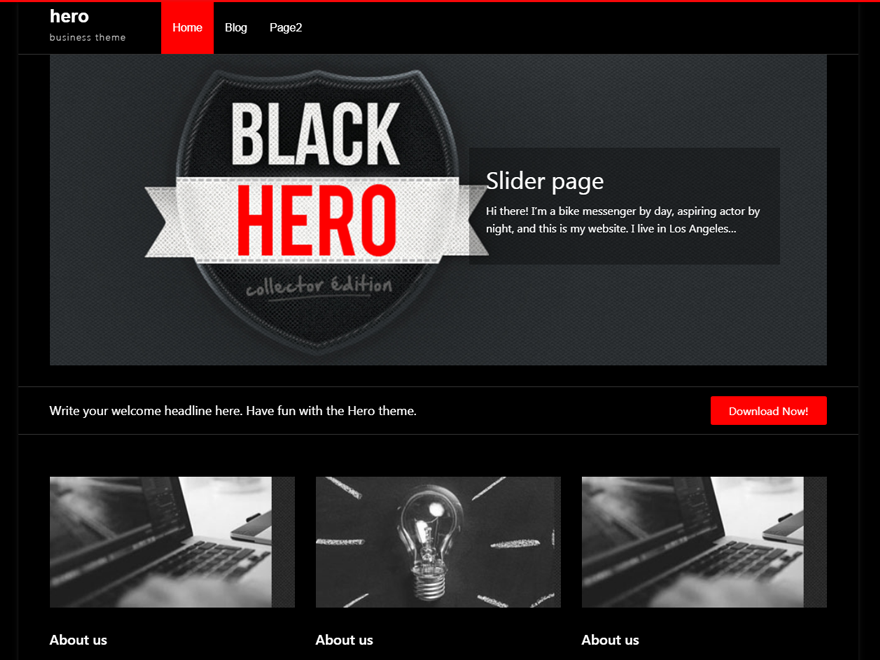 hero
business theme
Home Blog Page2
BLACK
HERO
collector édition
Slider page
Hi there! I'm a bike messenger by day, aspiring actor by
night, and this is my website. I live in Los Angeles...
Write your welcome headline here. Have fun with the Hero theme.
Download Now!
About us
About us
About us